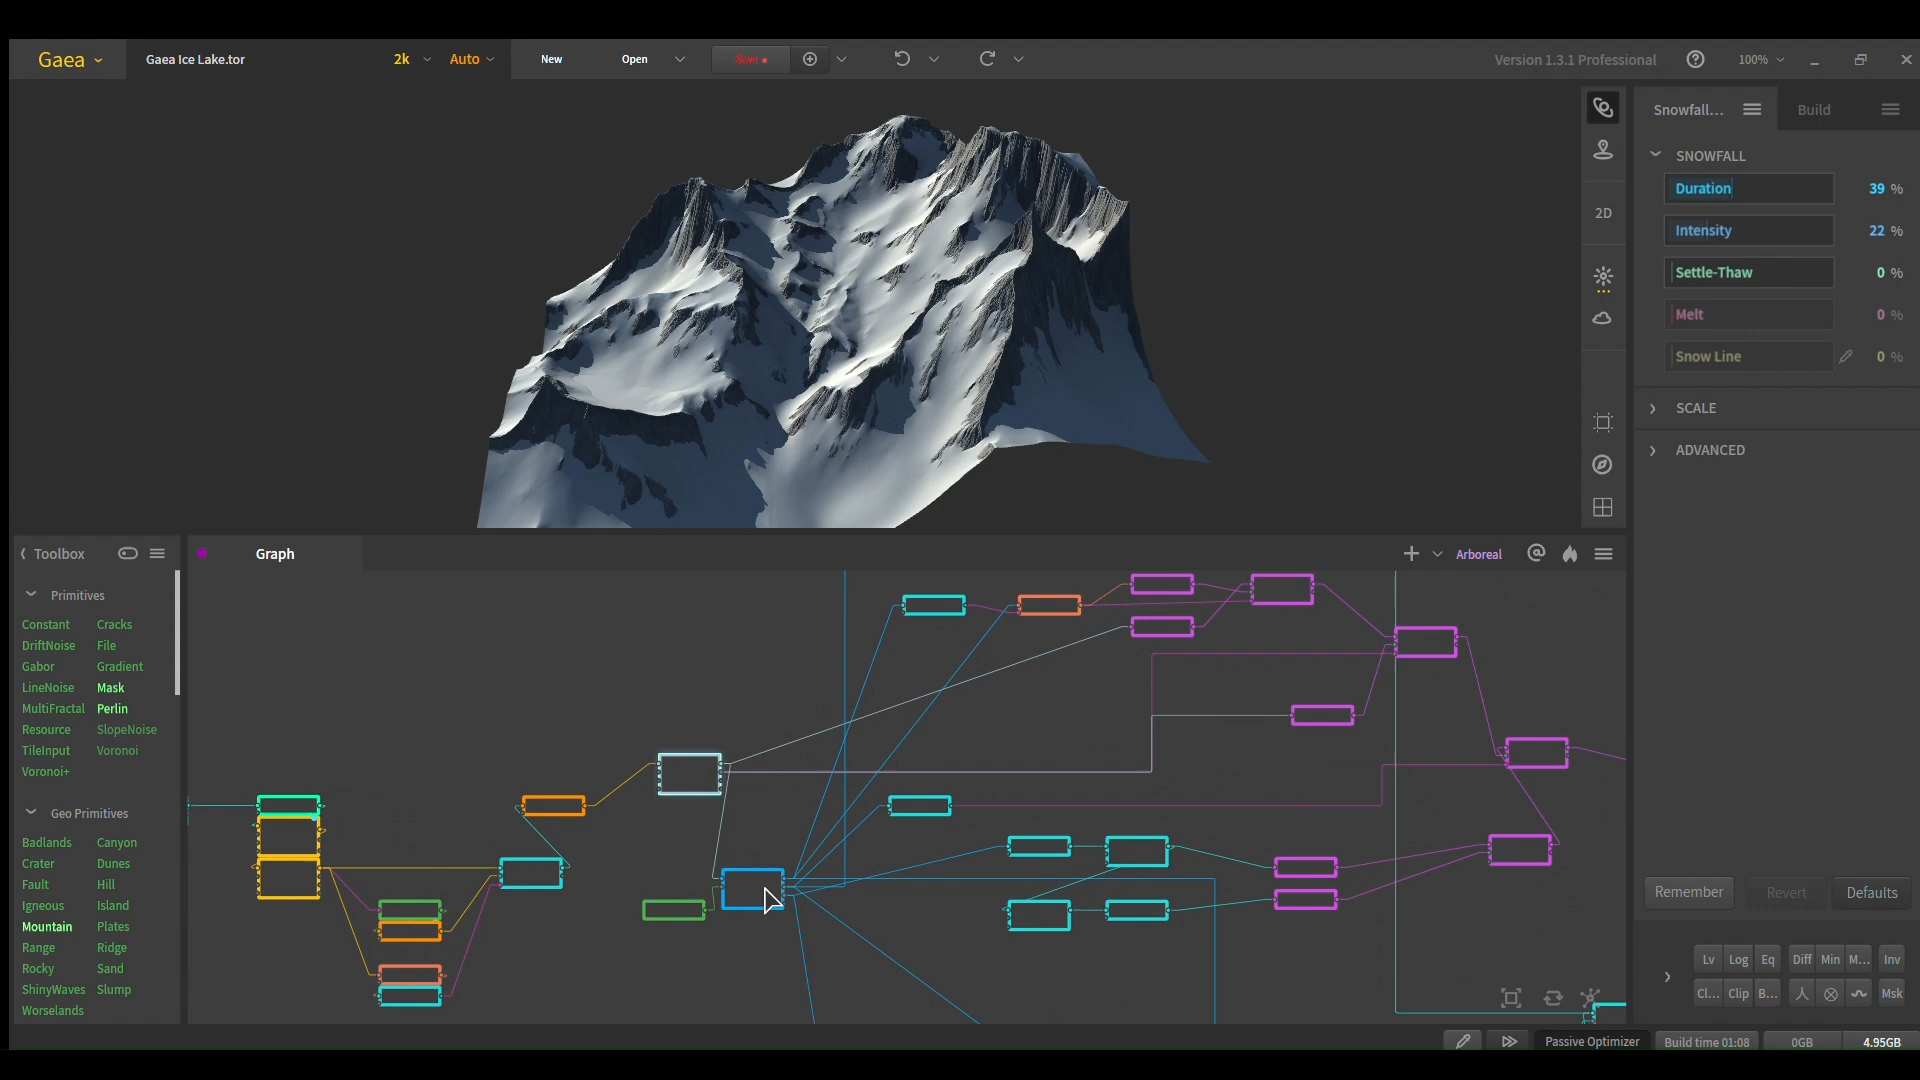 Gaea
Gaea Ice Lake.tor
2k
Auto
New
Open
Save
Version 1.3.1 Professional
100%
Snowfall...
Build
SNOWFALL
Duration 39 %
Intensity 22 %
2D
Settle-Thaw 0 %
Melt 0 %
Snow Line 0 %
SCALE
ADVANCED
Toolbox
Graph
Arboreal
Primitives
Constant Cracks
DriftNoise File
Gabor Gradient
LineNoise Mask
MultiFractal Perlin
Resource SlopeNoise
TileInput Voronoi
Voronoi+
Geo Primitives
Badlands Canyon
Crater Dunes
Fault Hill
Igneous Island
Mountain Plates
Range Ridge
Rocky Sand
ShinyWaves Slump
Worselands
Remember Revert Defaults
Lv Log Eq Diff Min M... Inv
Cl... Clip B... Msk
Passive Optimizer
Build time 01:08
0GB
4.95GB